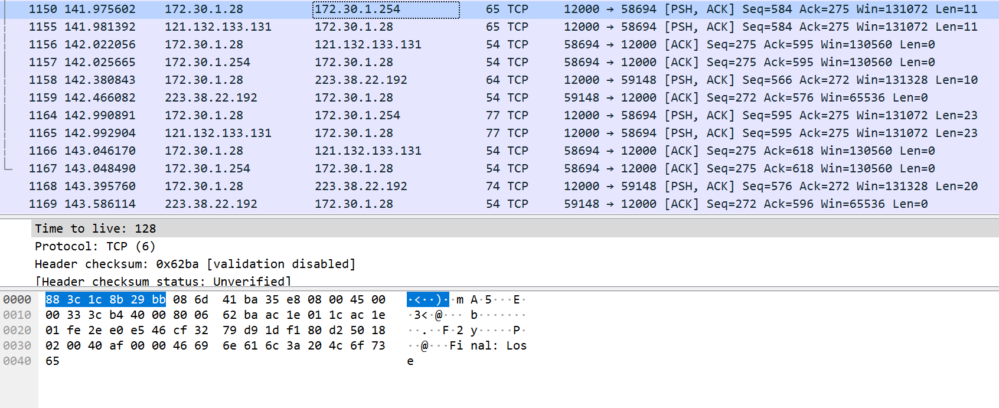 1150 141.975602 172.30.1.28 172.30.1.254 65 TCP 12000 → 58694 [PSH, ACK] Seq=584 Ack=275 Win=131072 Len=11
1155 141.981392 121.132.133.131 172.30.1.28 65 TCP 12000 → 58694 [PSH, ACK] Seq=584 Ack=275 Win=131072 Len=11
1156 142.022056 172.30.1.28 121.132.133.131 54 TCP 58694 → 12000 [ACK] Seq=275 Ack=595 Win=130560 Len=0
1157 142.025665 172.30.1.254 172.30.1.28 54 TCP 58694 → 12000 [ACK] Seq=275 Ack=595 Win=130560 Len=0
1158 142.380843 172.30.1.28 223.38.22.192 64 TCP 12000 → 59148 [PSH, ACK] Seq=566 Ack=272 Win=131328 Len=10
1159 142.466082 223.38.22.192 172.30.1.28 54 TCP 59148 → 12000 [ACK] Seq=272 Ack=576 Win=65536 Len=0
1164 142.990891 172.30.1.28 172.30.1.254 77 TCP 12000 → 58694 [PSH, ACK] Seq=595 Ack=275 Win=131072 Len=23
1165 142.992904 121.132.133.131 172.30.1.28 77 TCP 12000 → 58694 [PSH, ACK] Seq=595 Ack=275 Win=131072 Len=23
1166 143.046170 172.30.1.28 121.132.133.131 54 TCP 58694 → 12000 [ACK] Seq=275 Ack=618 Win=130560 Len=0
1167 143.048490 172.30.1.254 172.30.1.28 54 TCP 58694 → 12000 [ACK] Seq=275 Ack=618 Win=130560 Len=0
1168 143.395760 172.30.1.28 223.38.22.192 74 TCP 12000 → 59148 [PSH, ACK] Seq=576 Ack=272 Win=131328 Len=20
1169 143.586114 223.38.22.192 172.30.1.28 54 TCP 59148 → 12000 [ACK] Seq=272 Ack=596 Win=65536 Len=0
Time to live: 128
Protocol: TCP (6)
Header checksum: 0x62ba [validation disabled]
[Header checksum status: Unverified]
0000 88 3c 1c 8b 29 bb 08 6d 41 ba 35 e8 08 00 45 00 ·<··)··m A·5···E·
0010 00 33 3c b4 40 00 80 06 62 ba ac 1e 01 1c ac 1e ·3<·@··· b·······
0020 01 fe 2e e0 e5 46 cf 32 79 d9 1d f1 80 d2 50 18 ··.··F·2 y·····P·
0030 02 00 40 af 00 00 46 69 6e 61 6c 3a 20 4c 6f 73 ··@···Fi nal: Los
0040 65 e